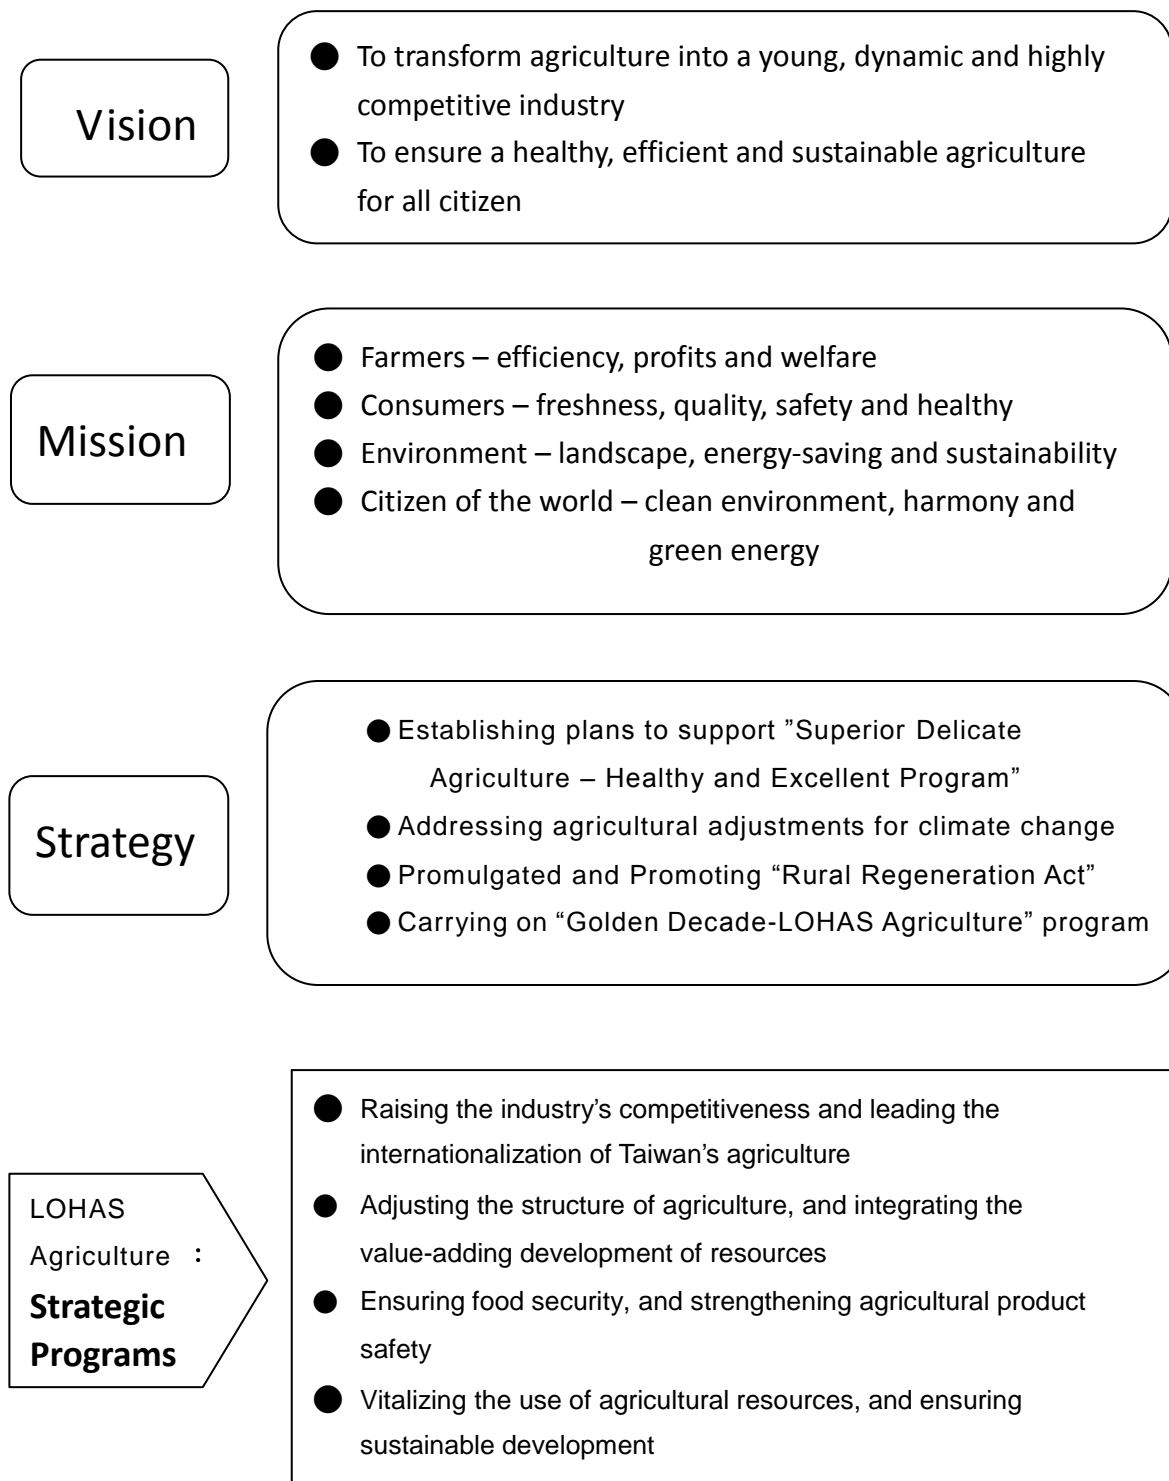 Vision
● To transform agriculture into a young, dynamic and highly
competitive industry
● To ensure a healthy, efficient and sustainable agriculture
for all citizen
Mission
● Farmers – efficiency, profits and welfare
● Consumers – freshness, quality, safety and healthy
● Environment – landscape, energy-saving and sustainability
● Citizen of the world – clean environment, harmony and
green energy
Strategy
● Establishing plans to support ”Superior Delicate
Agriculture – Healthy and Excellent Program”
● Addressing agricultural adjustments for climate change
● Promulgated and Promoting “Rural Regeneration Act”
● Carrying on “Golden Decade-LOHAS Agriculture” program
LOHAS
Agriculture :
Strategic
Programs
● Raising the industry’s competitiveness and leading the
internationalization of Taiwan’s agriculture
● Adjusting the structure of agriculture, and integrating the
value-adding development of resources
● Ensuring food security, and strengthening agricultural product
safety
● Vitalizing the use of agricultural resources, and ensuring
sustainable development